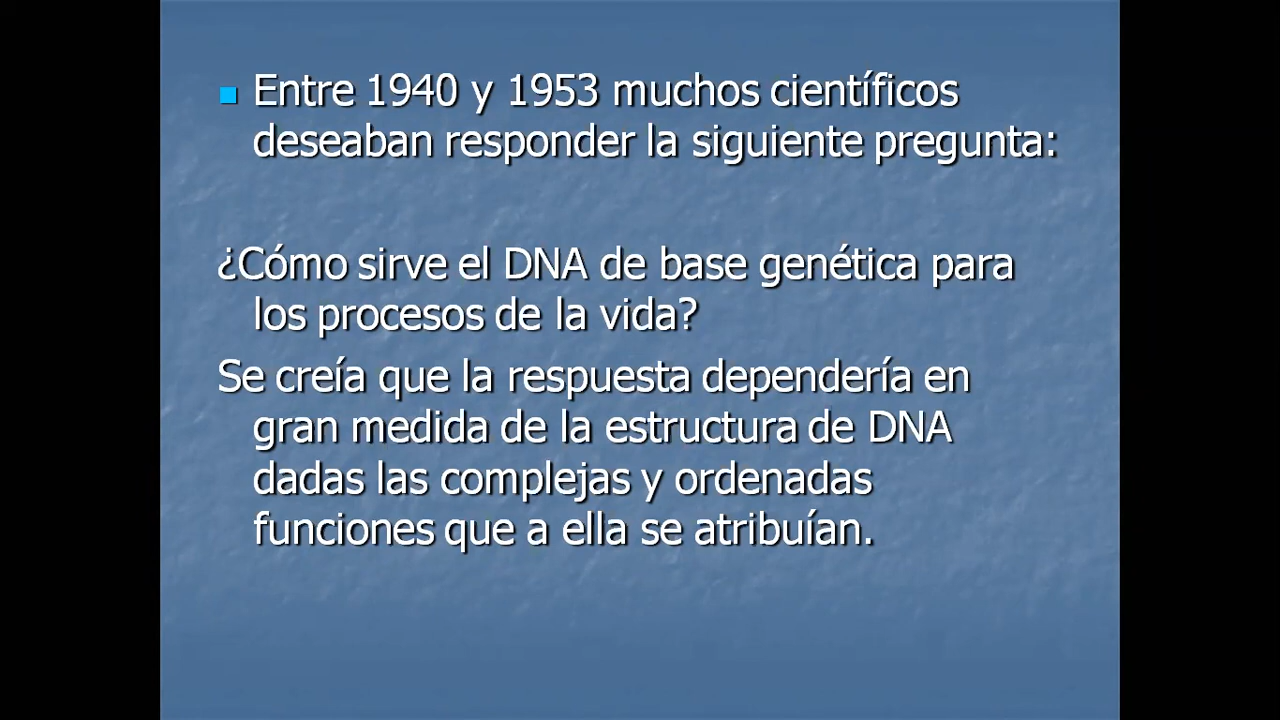 Entre 1940 y 1953 muchos científicos
deseaban responder la siguiente pregunta:
¿Cómo sirve el DNA de base genética para
los procesos de la vida?
Se creía que la respuesta dependería en
gran medida de la estructura de DNA
dadas las complejas y ordenadas
funciones que a ella se atribuían.